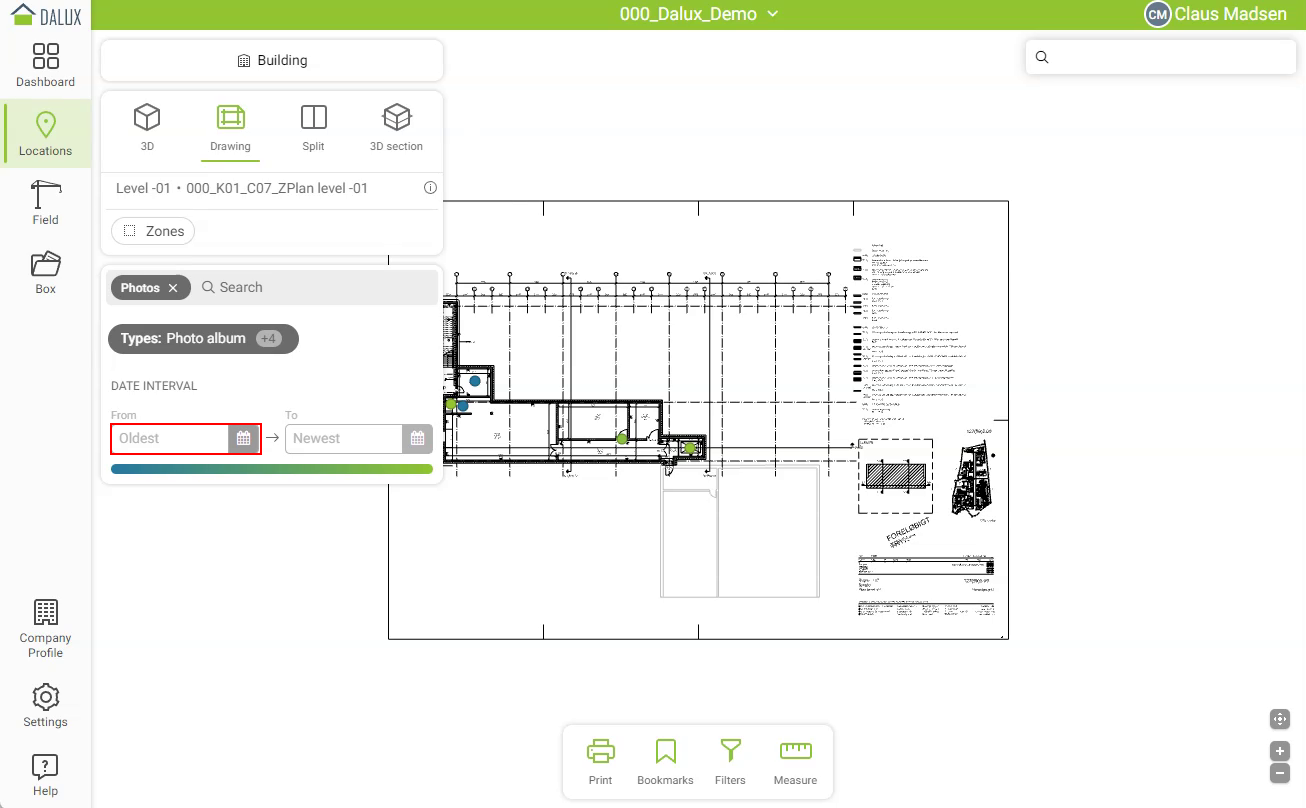 DALUX
000_Dalux_Demo
CM Claus Madsen
Dashboard
Locations
Field
Box
Company
Profile
Settings
Help
Building
3D
Drawing
Split
3D section
Level -01 • 000_K01_C07_ZPlan level -01
Zones
Photos
Search
Types: Photo album +4
DATE INTERVAL
From
To
Oldest
Newest
FORELØBIGT
Print
Bookmarks
Filters
Measure